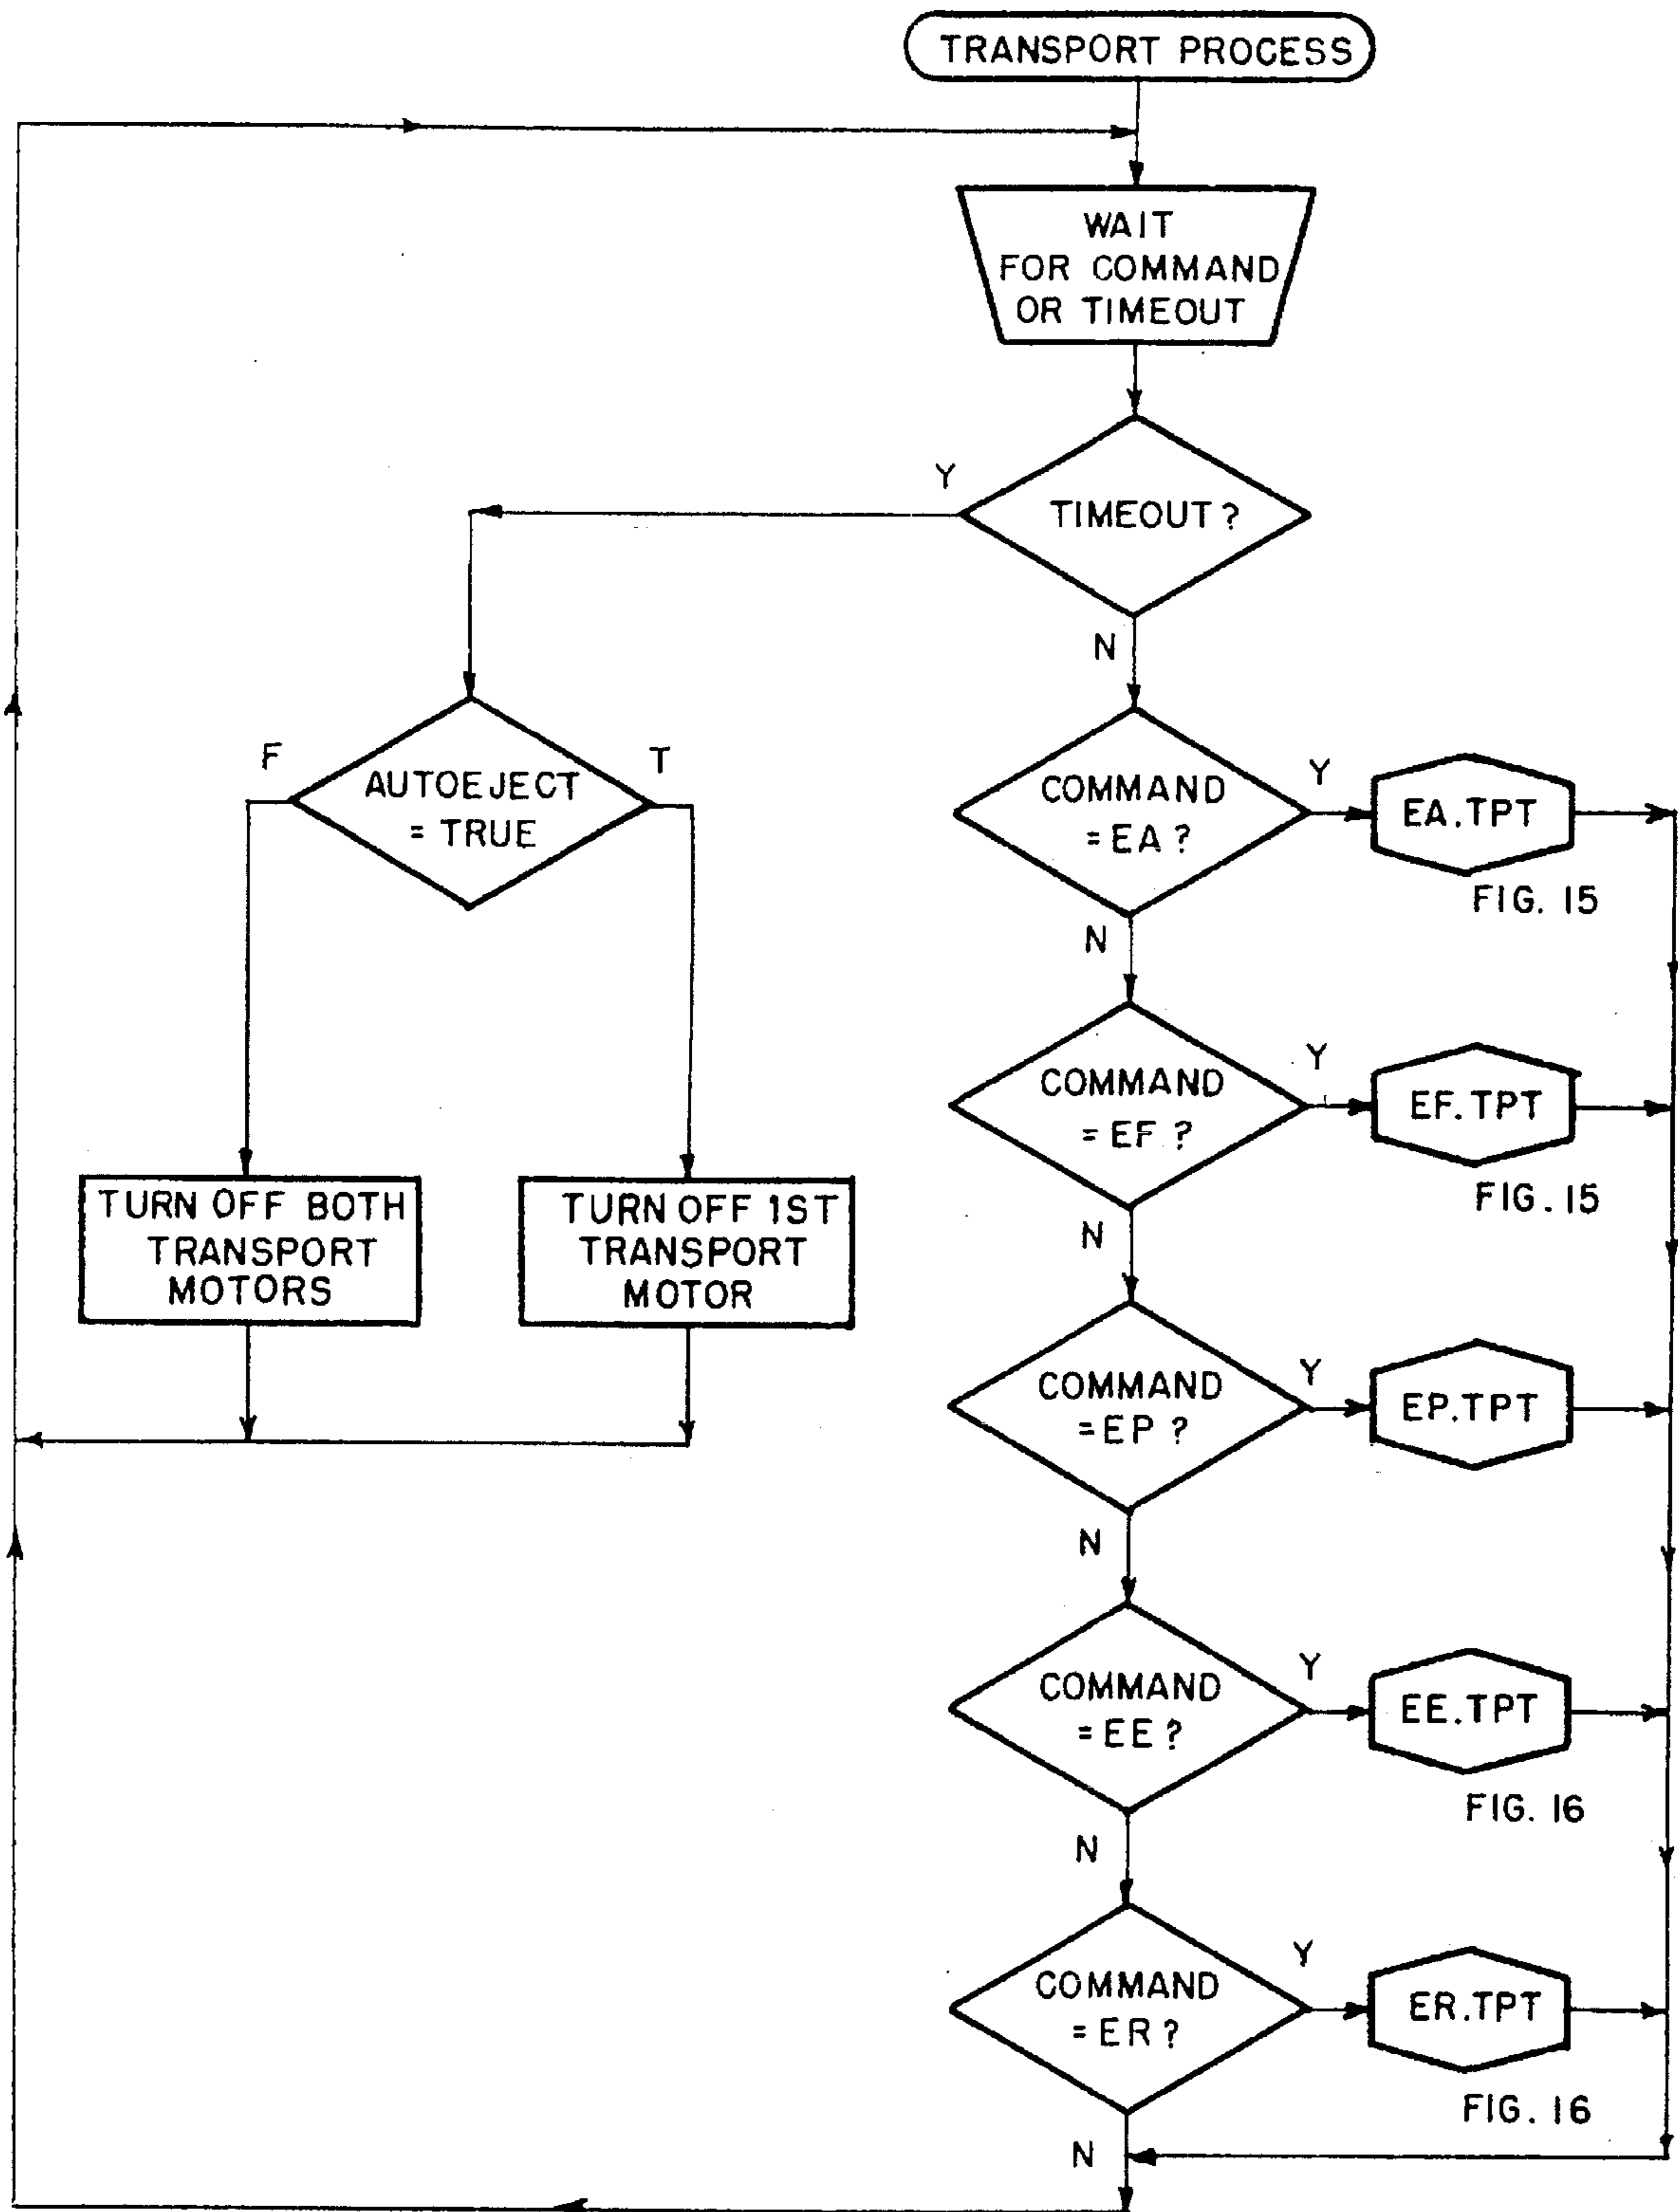 TRANSPORT PROCESS
WAIT
FOR COMMAND
OR TIMEOUT
Y
TIMEOUT?
N
F
AUTOEJECT
= TRUE
T
COMMAND
= EA ?
Y
EA.TPT
FIG. 15
N
COMMAND
= EF ?
Y
EF.TPT
FIG. 15
N
TURN OFF BOTH
TRANSPORT
MOTORS
TURN OFF 1ST
TRANSPORT
MOTOR
COMMAND
= EP ?
Y
EP.TPT
N
COMMAND
= EE ?
Y
EE.TPT
FIG. 16
N
COMMAND
= ER ?
Y
ER.TPT
FIG. 16
N